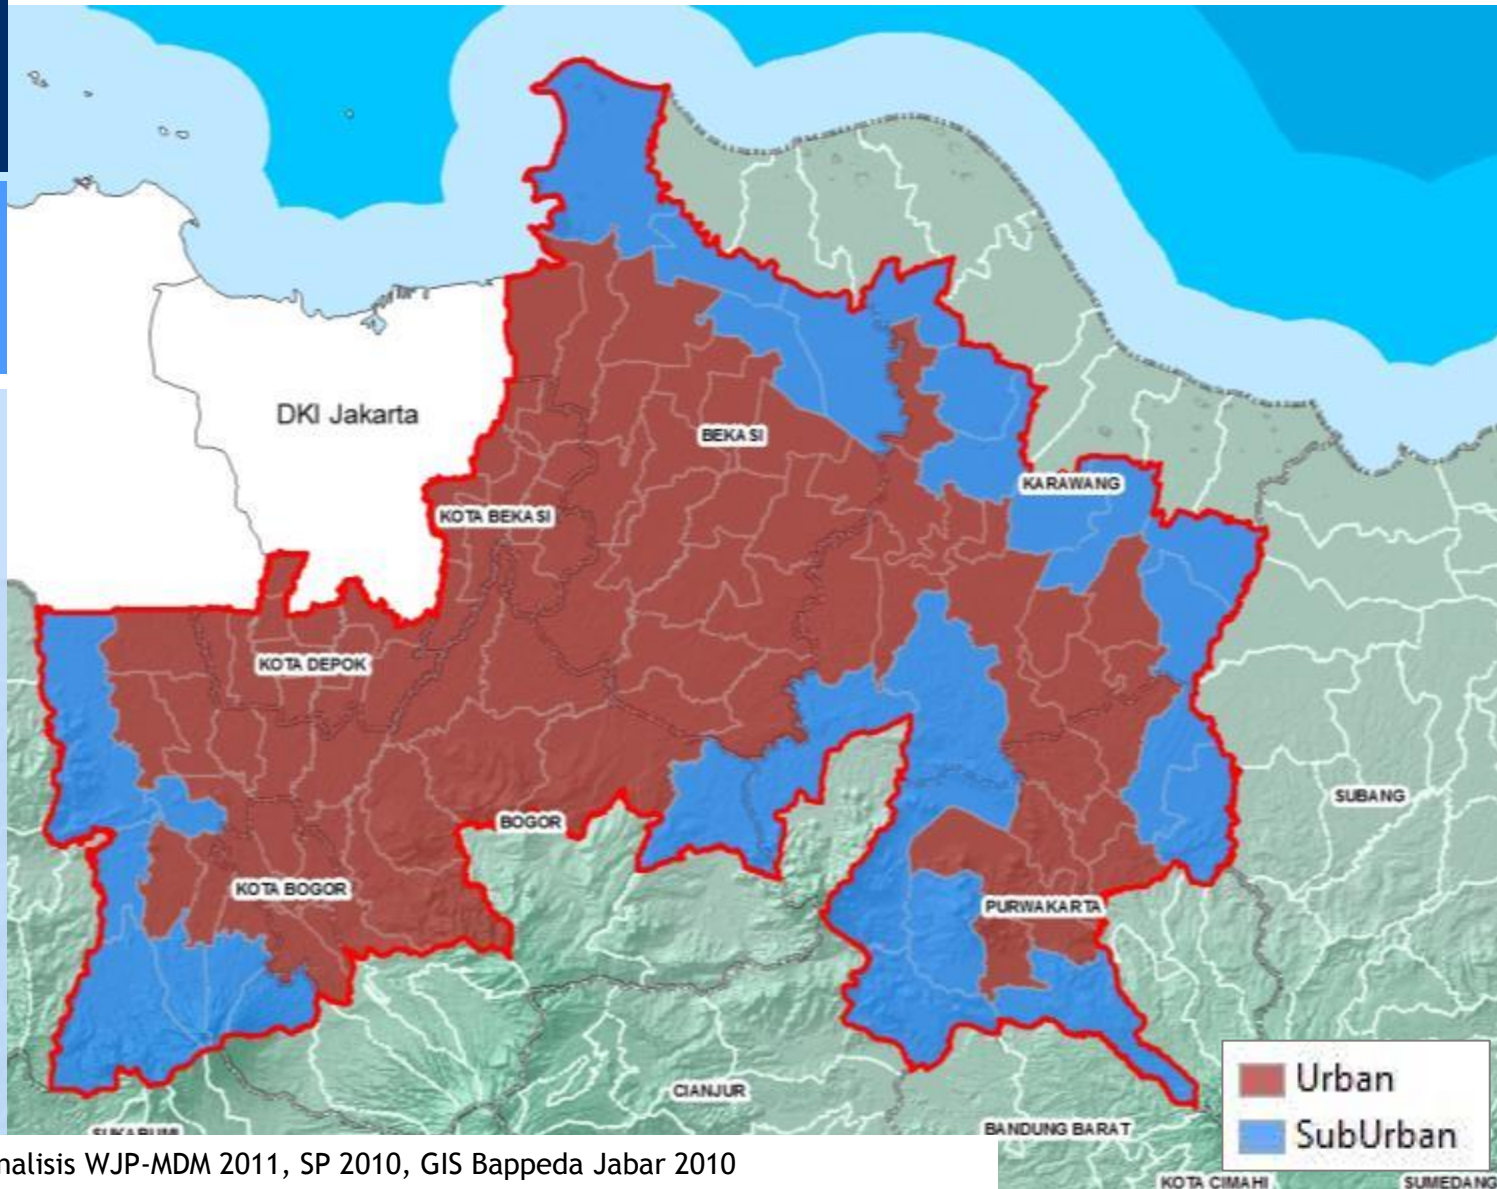 DKI Jakarta
BEKASI
KARAWANG
KOTA BEKASI
KOTA DEPOK
SUBANG
BOGOR
KOTA BOGOR
PURWAKARTA
CIANJUR
BANDUNG BARAT
SUKABUMI
KOTA CIMAHI
SUMEDANG
Urban
SubUrban
nalisis WJP-MDM 2011, SP 2010, GIS Bappeda Jabar 2010